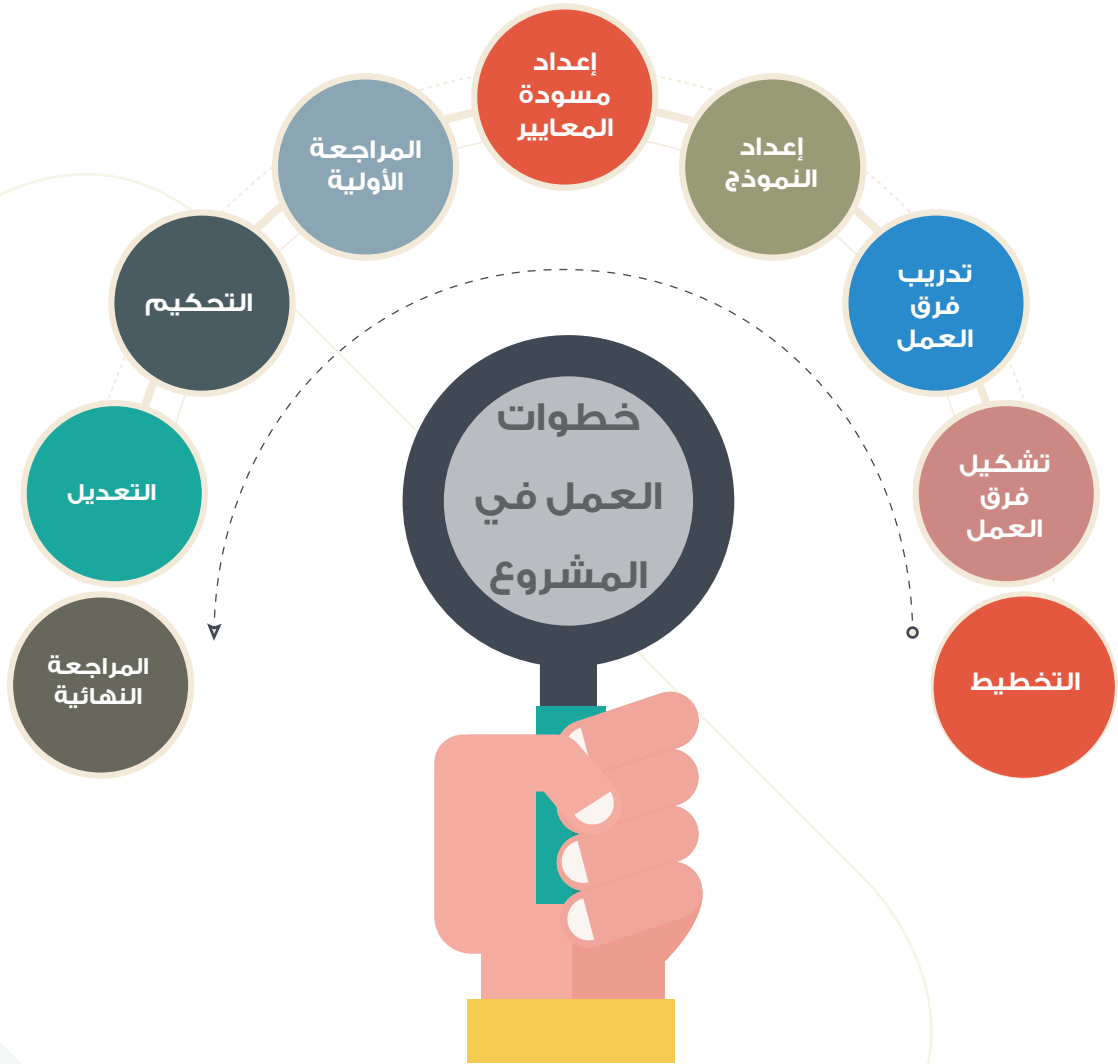 خطوات
العمل في
المشروع
التخطيط
تشكيل
فرق
العمل
تدريب
فرق
العمل
إعداد
النموذج
إعداد
مسودة
المعايير
المراجعة
الأولية
التحكيم
التعديل
المراجعة
النهائية